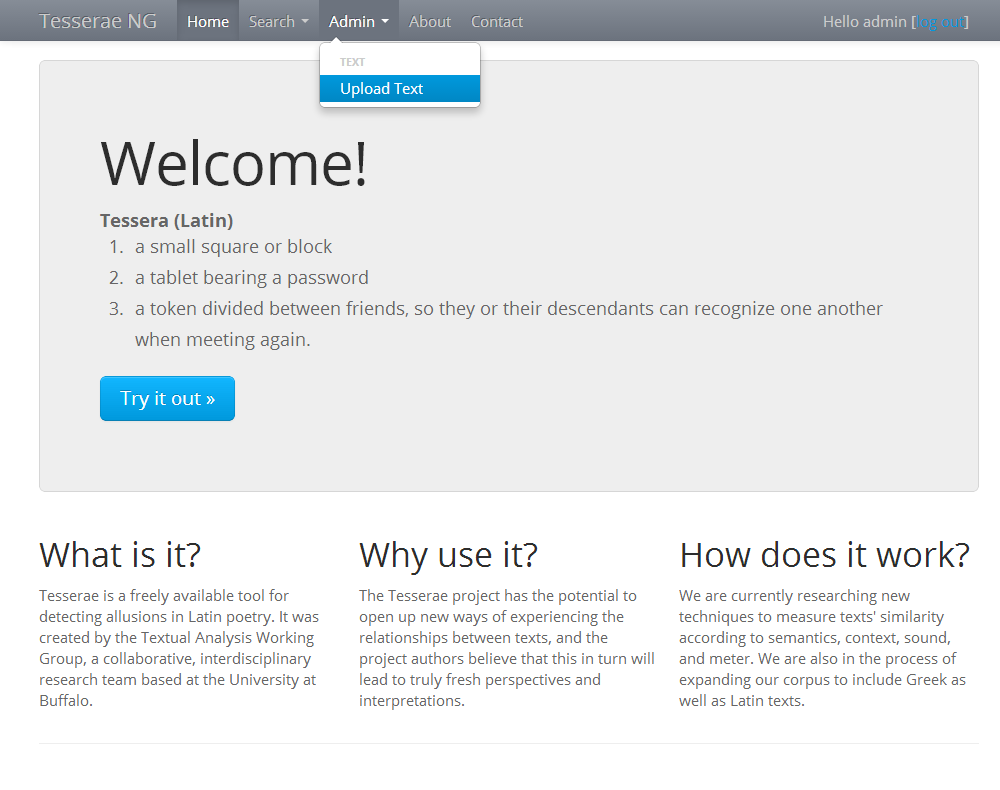 Tesserae NG Home Search Admin About Contact Hello admin [log out]
TEXT
Upload Text
Welcome!
Tessera (Latin)
1. a small square or block
2. a tablet bearing a password
3. a token divided between friends, so they or their descendants can recognize one another
when meeting again.
Try it out »
What is it?
Tesserae is a freely available tool for
detecting allusions in Latin poetry. It was
created by the Textual Analysis Working
Group, a collaborative, interdisciplinary
research team based at the University at
Buffalo.
Why use it?
The Tesserae project has the potential to
open up new ways of experiencing the
relationships between texts, and the
project authors believe that this in turn will
lead to truly fresh perspectives and
interpretations.
How does it work?
We are currently researching new
techniques to measure texts' similarity
according to semantics, context, sound,
and meter. We are also in the process of
expanding our corpus to include Greek as
well as Latin texts.